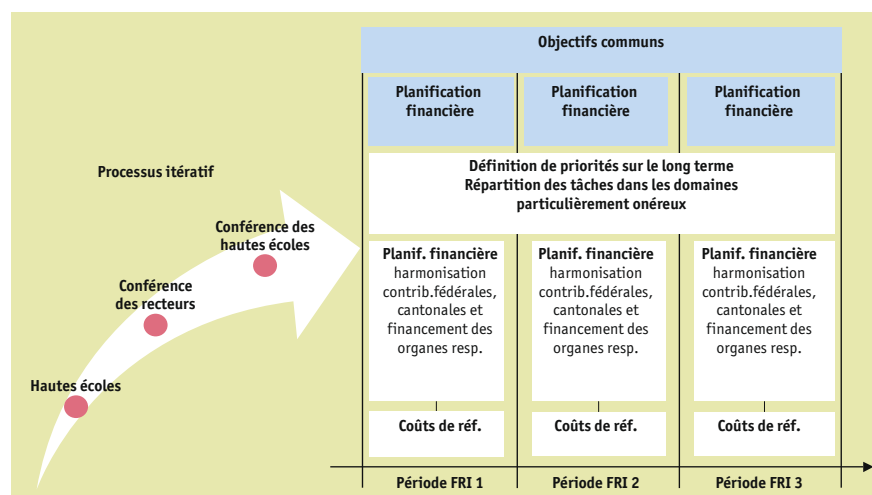 Objectifs communs
Planification
financière
Planification
financière
Planification
financière
Définition de priorités sur le long terme
Répartition des tâches dans les domaines
particulièrement onéreux
Processus itératif
Conférence des
hautes écoles
Conférence
des recteurs
Hautes écoles
Planif. financière
harmonisation
contrib.fédérales,
cantonales et
financement des
organes resp.
Planif. financière
harmonisation
contrib.fédérales,
cantonales et
financement des
organes resp.
Planif. financière
harmonisation
contrib.fédérales,
cantonales et
financement des
organes resp.
Coûts de réf.
Coûts de réf.
Coûts de réf.
Période FRI 1
Période FRI 2
Période FRI 3